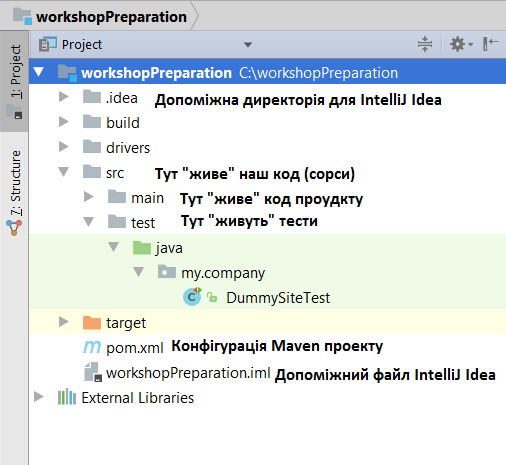 workshopPreparation
Project
1: Project
Z: Structure
workshopPreparation C:\workshopPreparation
.idea Допоміжна директорія для IntelliJ Idea
build
drivers
src Тут "живе" наш код (сорси)
main Тут "живе" код проудкту
test Тут "живуть" тести
java
my.company
DummySiteTest
target
pom.xml Конфігурація Maven проекту
workshopPreparation.iml Допоміжний файл IntelliJ Idea
External Libraries